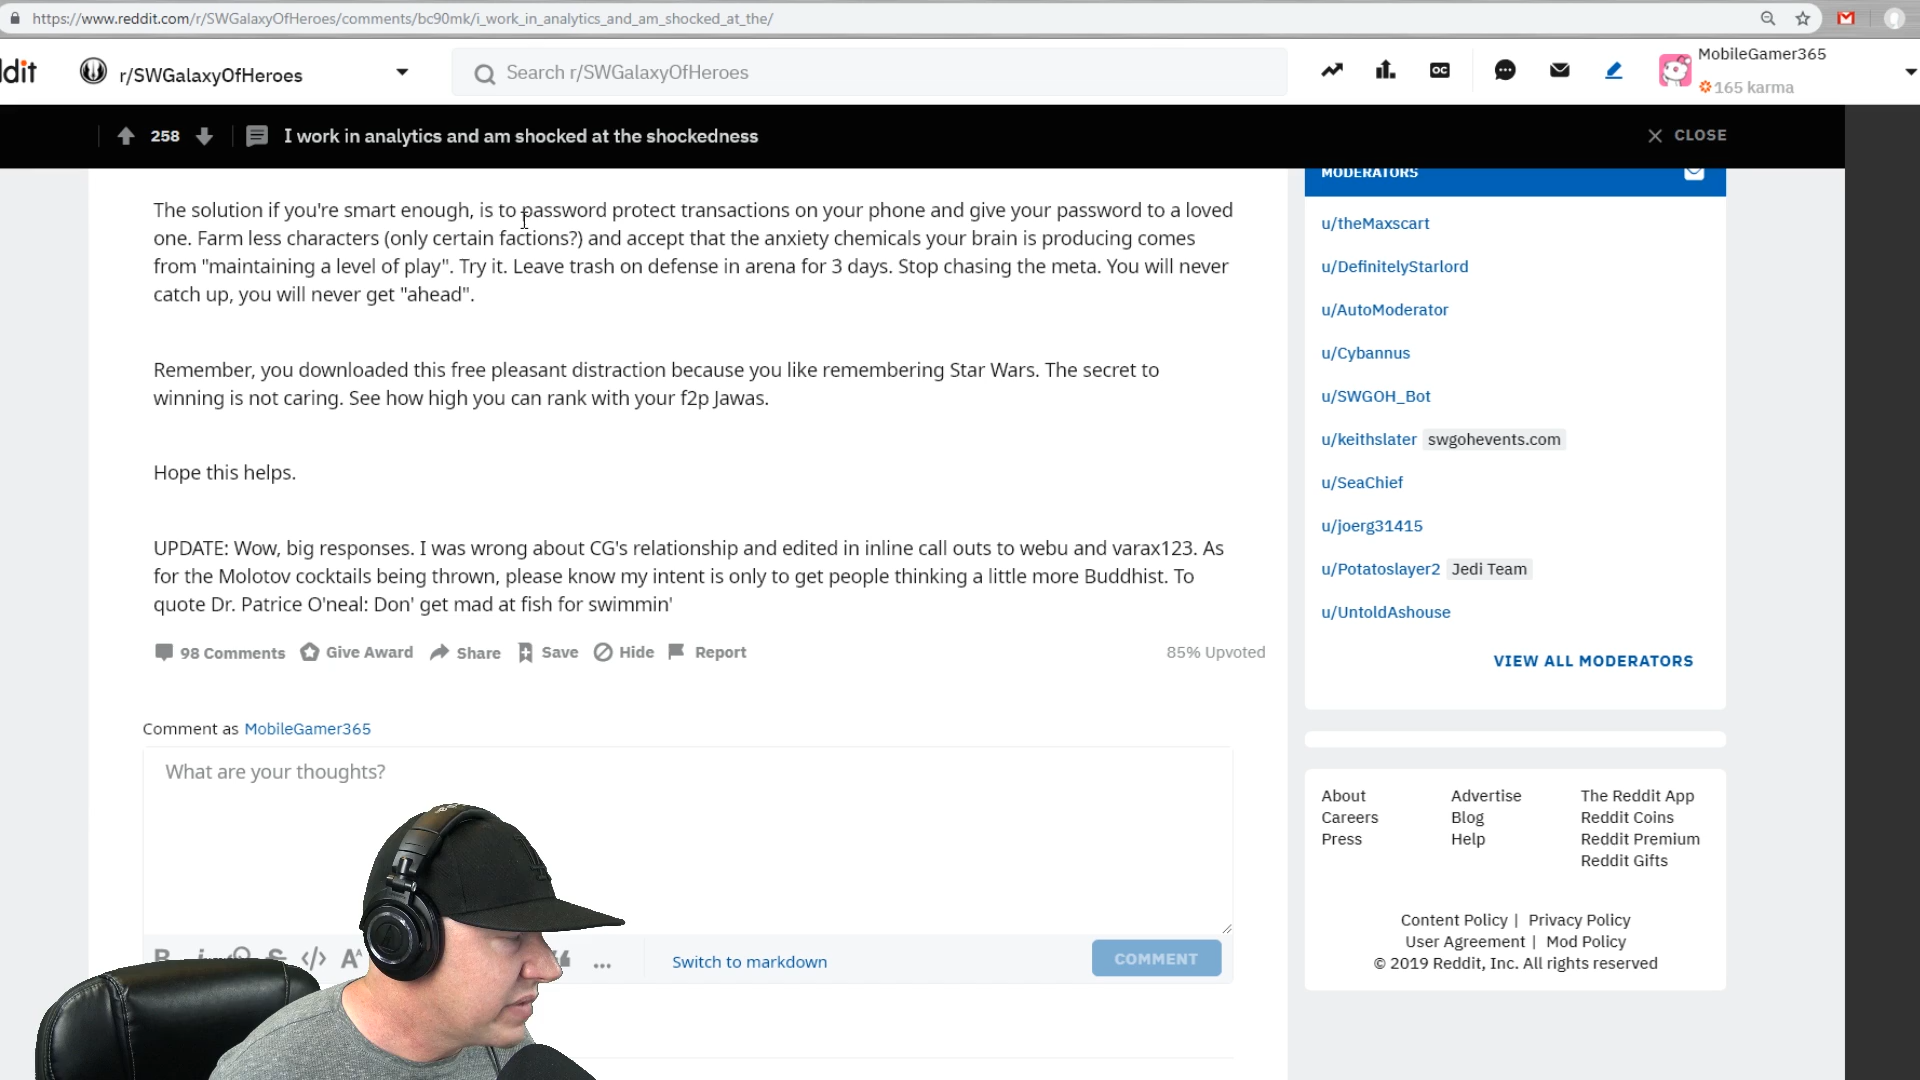 https://www.reddit.com/r/SWGalaxyOfHeroes/comments/bc90mk/i_work_in_analytics_and_am_shocked_at_the/
dit
r/SWGalaxyOfHeroes
Search r/SWGalaxyOfHeroes
OC
MobileGamer365
165 karma
258
I work in analytics and am shocked at the shockedness
CLOSE
The solution if you're smart enough, is to password protect transactions on your phone and give your password to a loved
one. Farm less characters (only certain factions?) and accept that the anxiety chemicals your brain is producing comes
from "maintaining a level of play". Try it. Leave trash on defense in arena for 3 days. Stop chasing the meta. You will never
catch up, you will never get "ahead".
Remember, you downloaded this free pleasant distraction because you like remembering Star Wars. The secret to
winning is not caring. See how high you can rank with your f2p Jawas.
Hope this helps.
UPDATE: Wow, big responses. I was wrong about CG's relationship and edited in inline call outs to webu and varax123. As
for the Molotov cocktails being thrown, please know my intent is only to get people thinking a little more Buddhist. To
quote Dr. Patrice O'neal: Don' get mad at fish for swimmin'
98 Comments Give Award Share Save Hide Report
85% Upvoted
Comment as MobileGamer365
What are your thoughts?
Switch to markdown
COMMENT
MODERATORS
u/theMaxscart
u/DefinitelyStarlord
u/AutoModerator
u/Cybannus
u/SWGOH_Bot
u/keithslater swgohevents.com
u/SeaChief
u/joerg31415
u/Potatoslayer2 Jedi Team
u/UntoldAshouse
VIEW ALL MODERATORS
About Advertise The Reddit App
Careers Blog Reddit Coins
Press Help Reddit Premium
Reddit Gifts
Content Policy | Privacy Policy
User Agreement | Mod Policy
© 2019 Reddit, Inc. All rights reserved